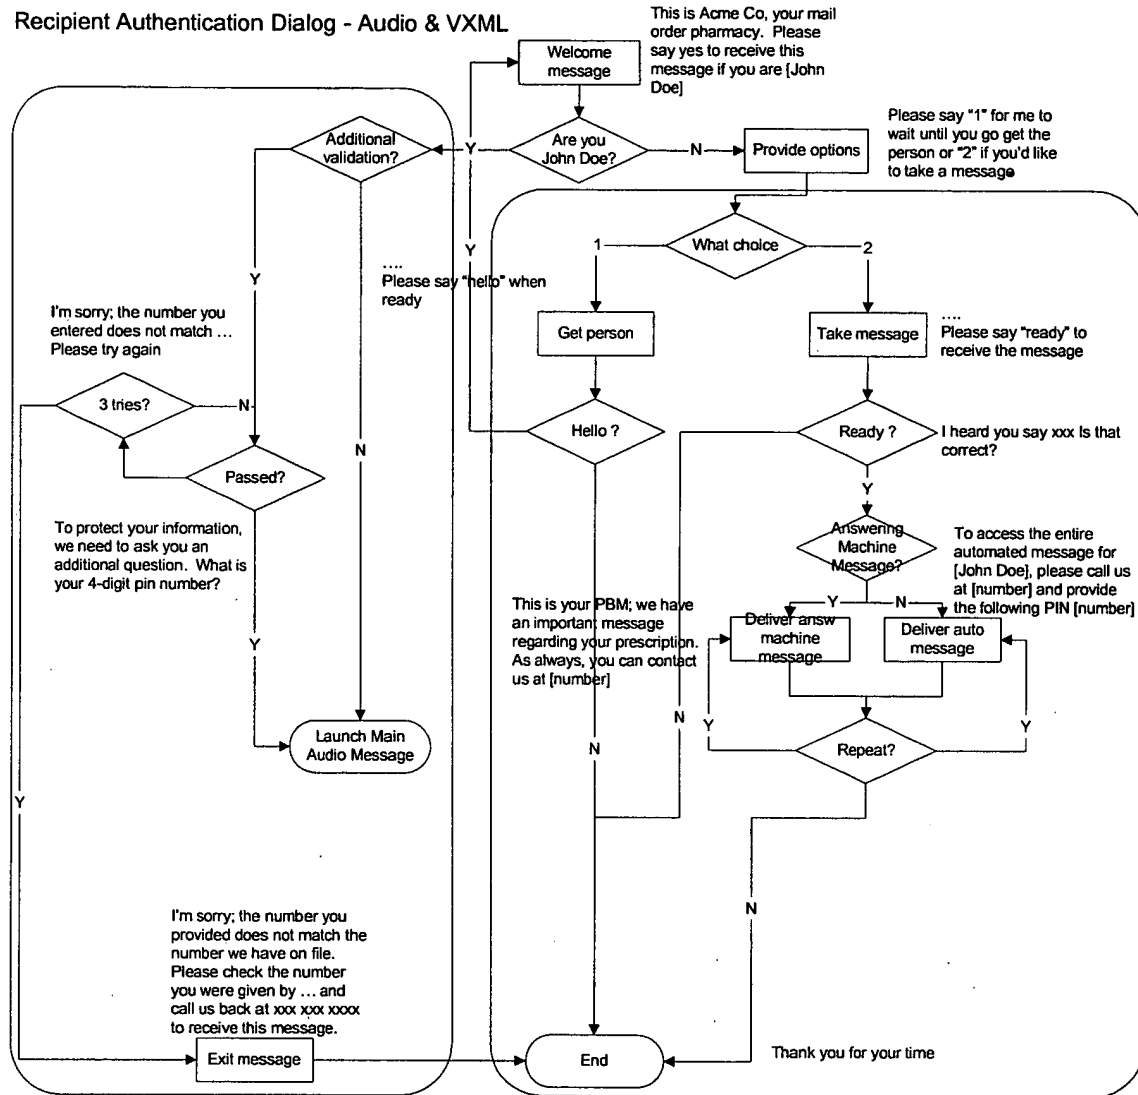 Recipient Authentication Dialog - Audio & VXML
This is Acme Co, your mail
order pharmacy. Please
say yes to receive this
message if you are [John
Doe]
Welcome
message
Additional
validation?
Y
Are you
John Doe?
N
Provide options
Please say "1" for me to
wait until you go get the
person or "2" if you'd like
to take a message
What choice
1
2
Y
Y
....
Please say "hello" when
ready
I'm sorry; the number you
entered does not match ...
Please try again
Get person
Take message
....
Please say "ready" to
receive the message
3 tries?
N
Hello ?
Ready ?
I heard you say xxx Is that
correct?
Passed?
N
N
Y
To protect your information,
we need to ask you an
additional question. What is
your 4-digit pin number?
Answering
Machine
Message?
To access the entire
automated message for
[John Doe], please call us
at [number] and provide
the following PIN [number]
This is your PBM; we have
an important message
regarding your prescription.
As always, you can contact
us at [number]
Y
N
Deliver answ
machine
message
Deliver auto
message
Y
Launch Main
Audio Message
N
N
Y
Repeat?
Y
Y
N
I'm sorry; the number you
provided does not match the
number we have on file.
Please check the number
you were given by ... and
call us back at xxx xxx xxxx
to receive this message.
Exit message
End
Thank you for your time